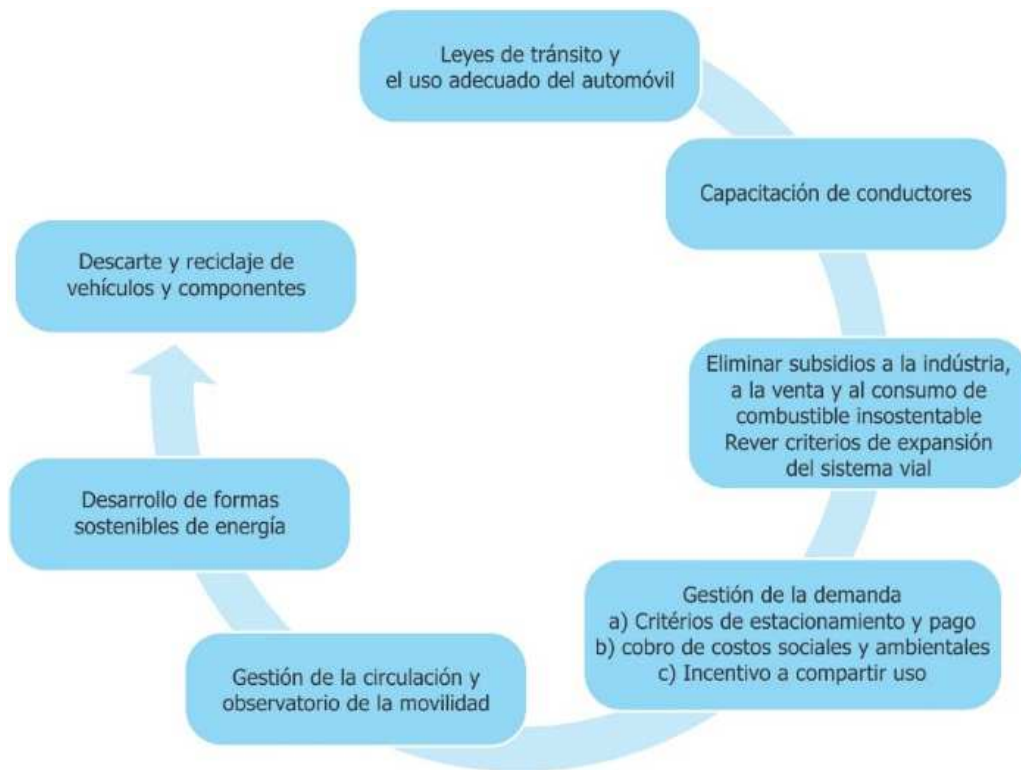 Leyes de tránsito y
el uso adecuado del automóvil
Capacitación de conductores
Eliminar subsidios a la indústria,
a la venta y al consumo de
combustible insostentable
Rever criterios de expansión
del sistema vial
Gestión de la demanda
a) Critérios de estacionamiento y pago
b) cobro de costos sociales y ambientales
c) Incentivo a compartir uso
Gestión de la circulación y
observatorio de la movilidad
Desarrollo de formas
sostenibles de energía
Descarte y reciclaje de
vehículos y componentes